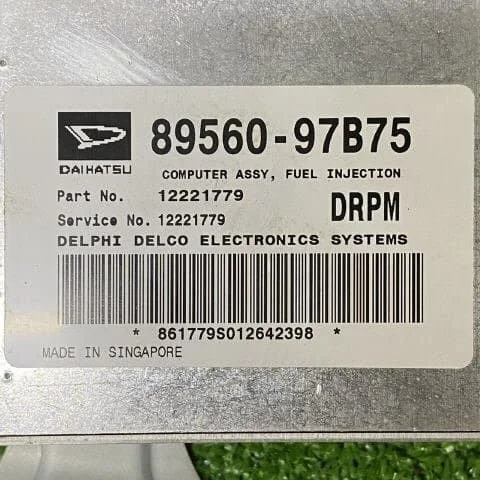 89560-97B75
DAIHATSU
COMPUTER ASSY, FUEL INJECTION
Part No. 12221779
DRPM
Service No. 12221779
DELPHI DELCO ELECTRONICS SYSTEMS
* 861779S012642398 *
MADE IN SINGAPORE